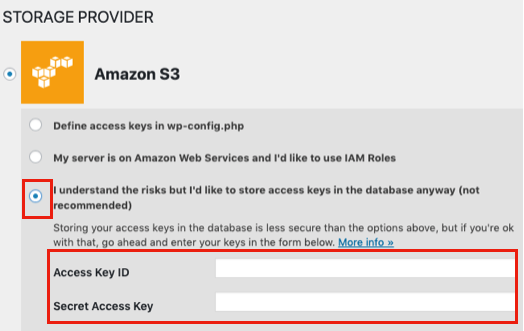 STORAGE PROVIDER
Amazon S3
Define access keys in wp-config.php
My server is on Amazon Web Services and I'd like to use IAM Roles
I understand the risks but I'd like to store access keys in the database anyway (not
recommended)
Storing your access keys in the database is less secure than the options above, but if you're ok
with that, go ahead and enter your keys in the form below. More info »
Access Key ID
Secret Access Key